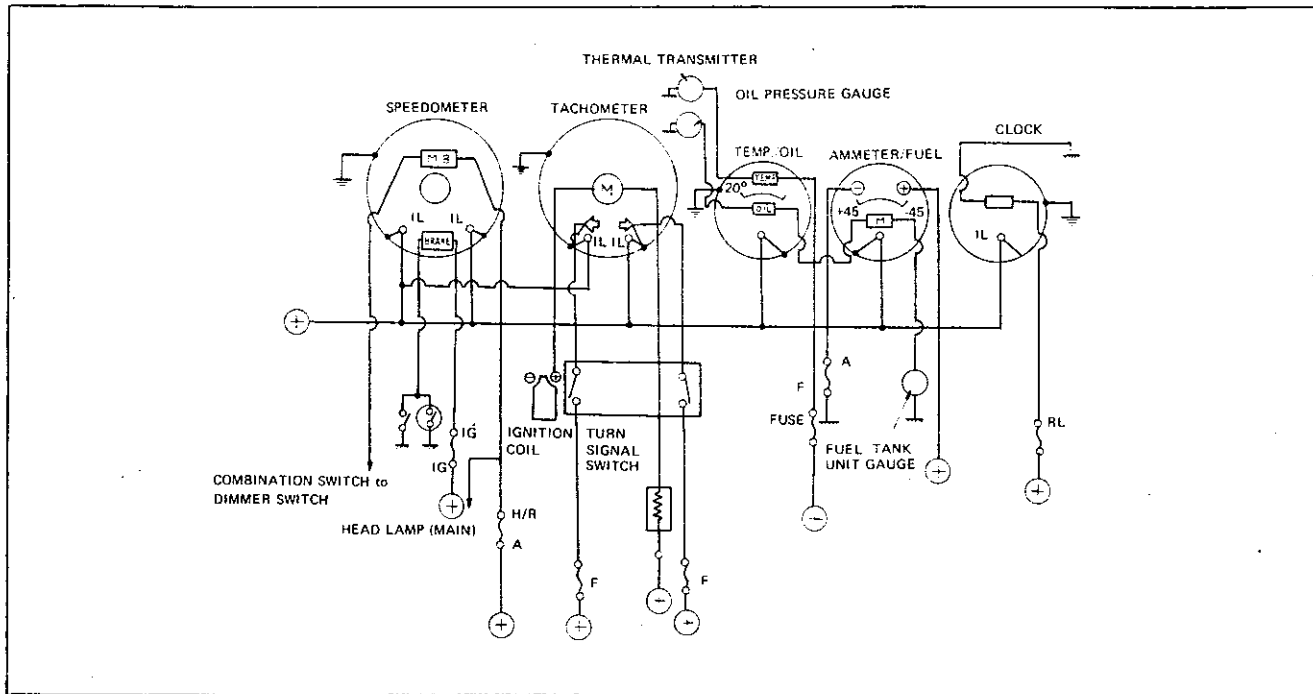 THERMAL TRANSMITTER
OIL PRESSURE GAUGE
SPEEDOMETER
TACHOMETER
CLOCK
TEMP./OIL
AMMETER/FUEL
M B
M
TEMP
20°
OIL
⊖ ⊕
+45 -45
M
IL IL
BRAKE
IL IL
IL
+
A
F
⊖ ⊕
IGNITION
COIL
TURN
SIGNAL
SWITCH
FUSE
FUEL TANK
UNIT GAUGE
RL
IG
IG
COMBINATION SWITCH to
DIMMER SWITCH
HEAD LAMP (MAIN)
H/R
A
F
F
+
+
+
+
+
+